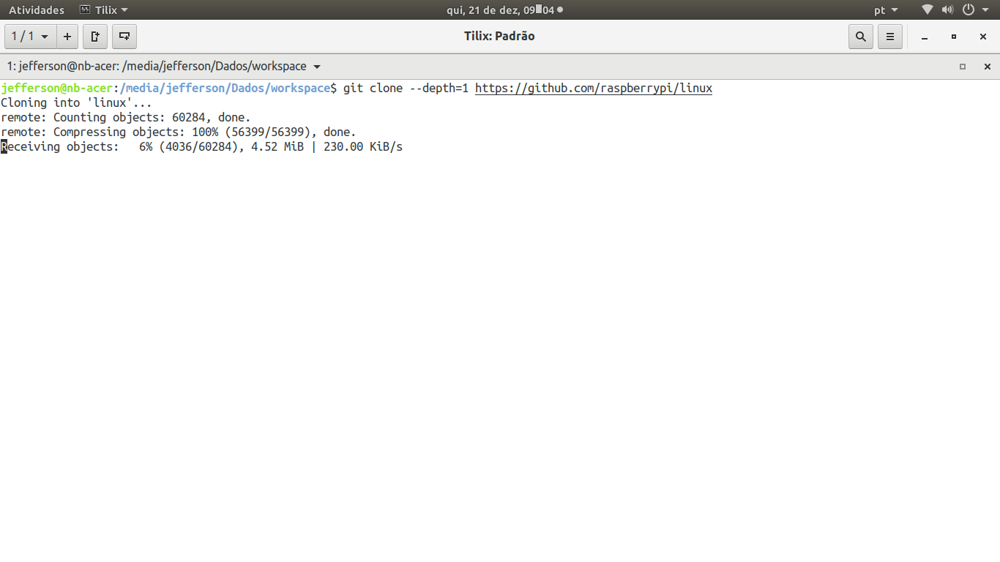 Atividades Tilix qui, 21 de dez, 09 04 pt
1 / 1 Tilix: Padrão
1: jefferson@nb-acer: /media/jefferson/Dados/workspace
jefferson@nb-acer:/media/jefferson/Dados/workspace$ git clone --depth=1 https://github.com/raspberrypi/linux
Cloning into 'linux'...
remote: Counting objects: 60284, done.
remote: Compressing objects: 100% (56399/56399), done.
Receiving objects:   6% (4036/60284), 4.52 MiB | 230.00 KiB/s